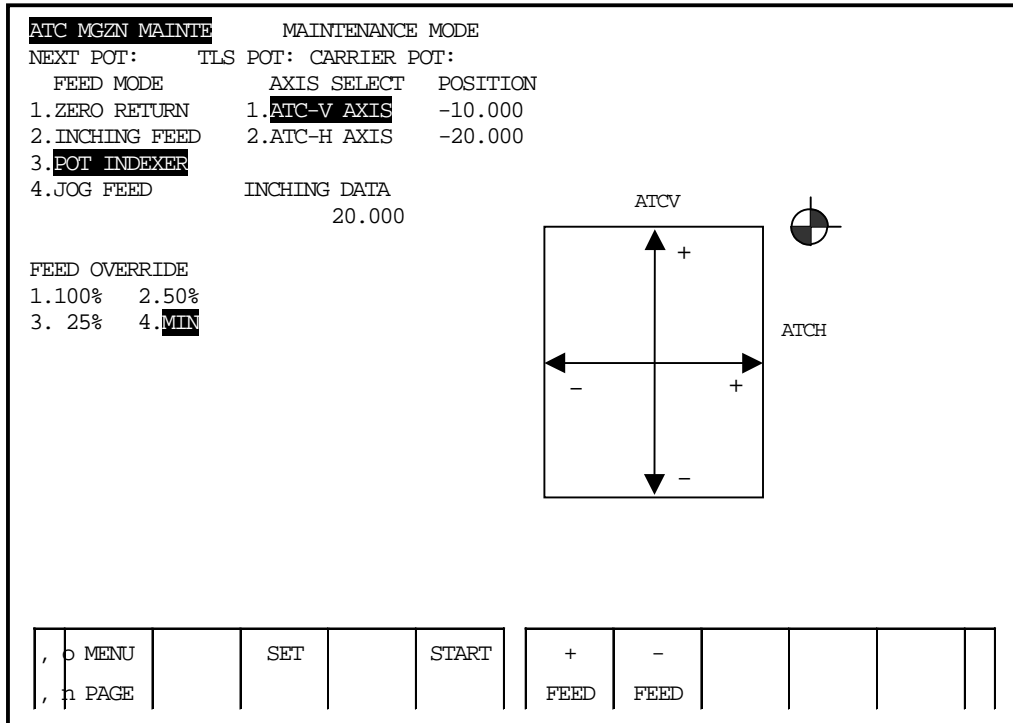 ATC MGZN MAINTE MAINTENANCE MODE
NEXT POT: TLS POT: CARRIER POT:
FEED MODE AXIS SELECT POSITION
1.ZERO RETURN 1.ATC-V AXIS -10.000
2.INCHING FEED 2.ATC-H AXIS -20.000
3.POT INDEXER
4.JOG FEED INCHING DATA
20.000
ATCV
+
FEED OVERRIDE
1.100% 2.50%
3. 25% 4.MIN
ATCH
- +
-
, o MENU SET START + -
, n PAGE FEED FEED